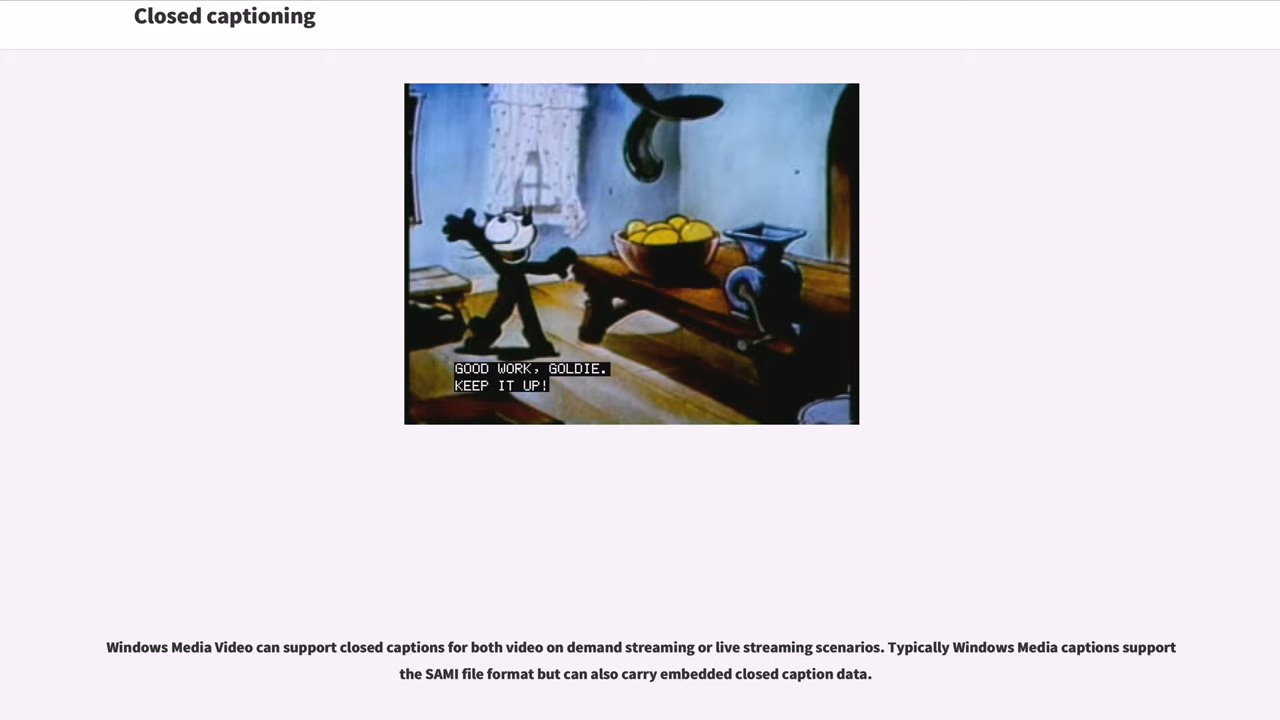 Closed captioning
GOOD WORK, GOLDIE.
KEEP IT UP!
Windows Media Video can support closed captions for both video on demand streaming or live streaming scenarios. Typically Windows Media captions support
the SAMI file format but can also carry embedded closed caption data.